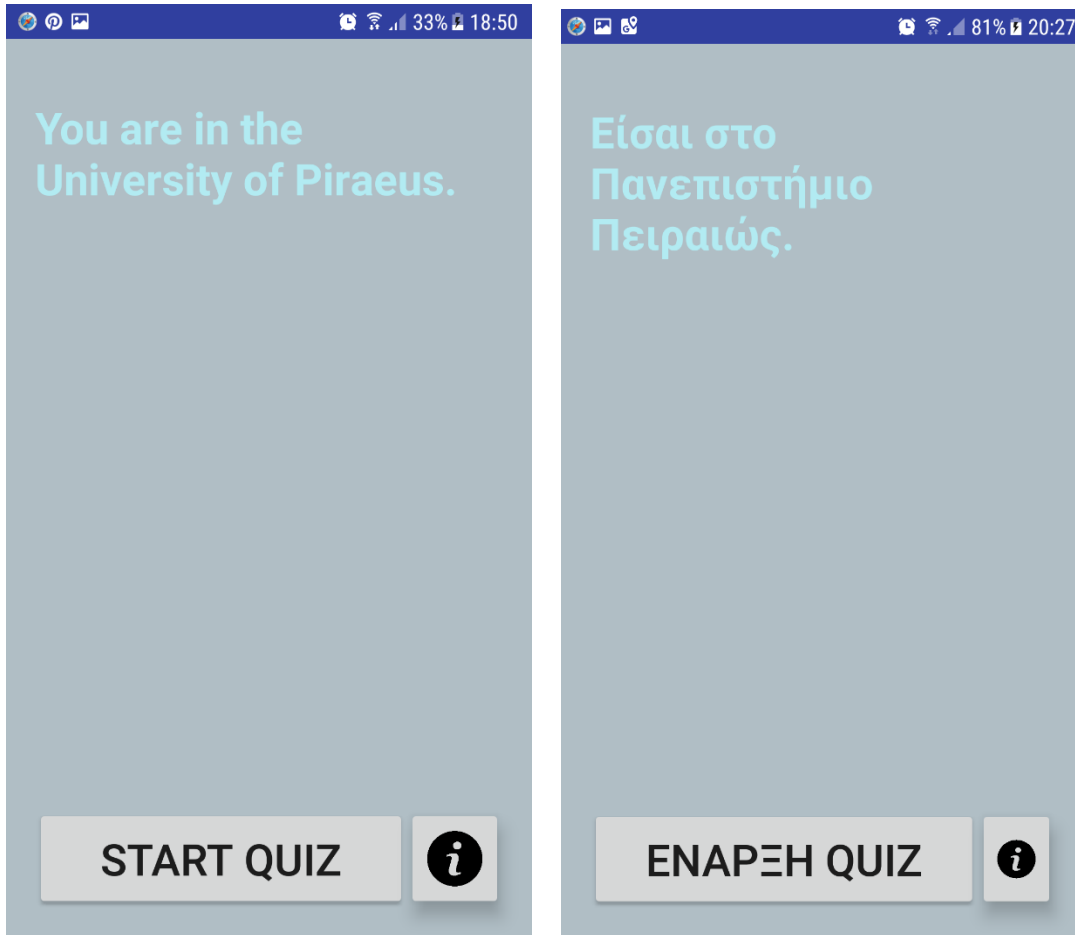 33% 18:50
You are in the
University of Piraeus.
START QUIZ
81% 20:27
Είσαι στο
Πανεπιστήμιο
Πειραιώς.
ΕΝΑΡΞΗ QUIZ